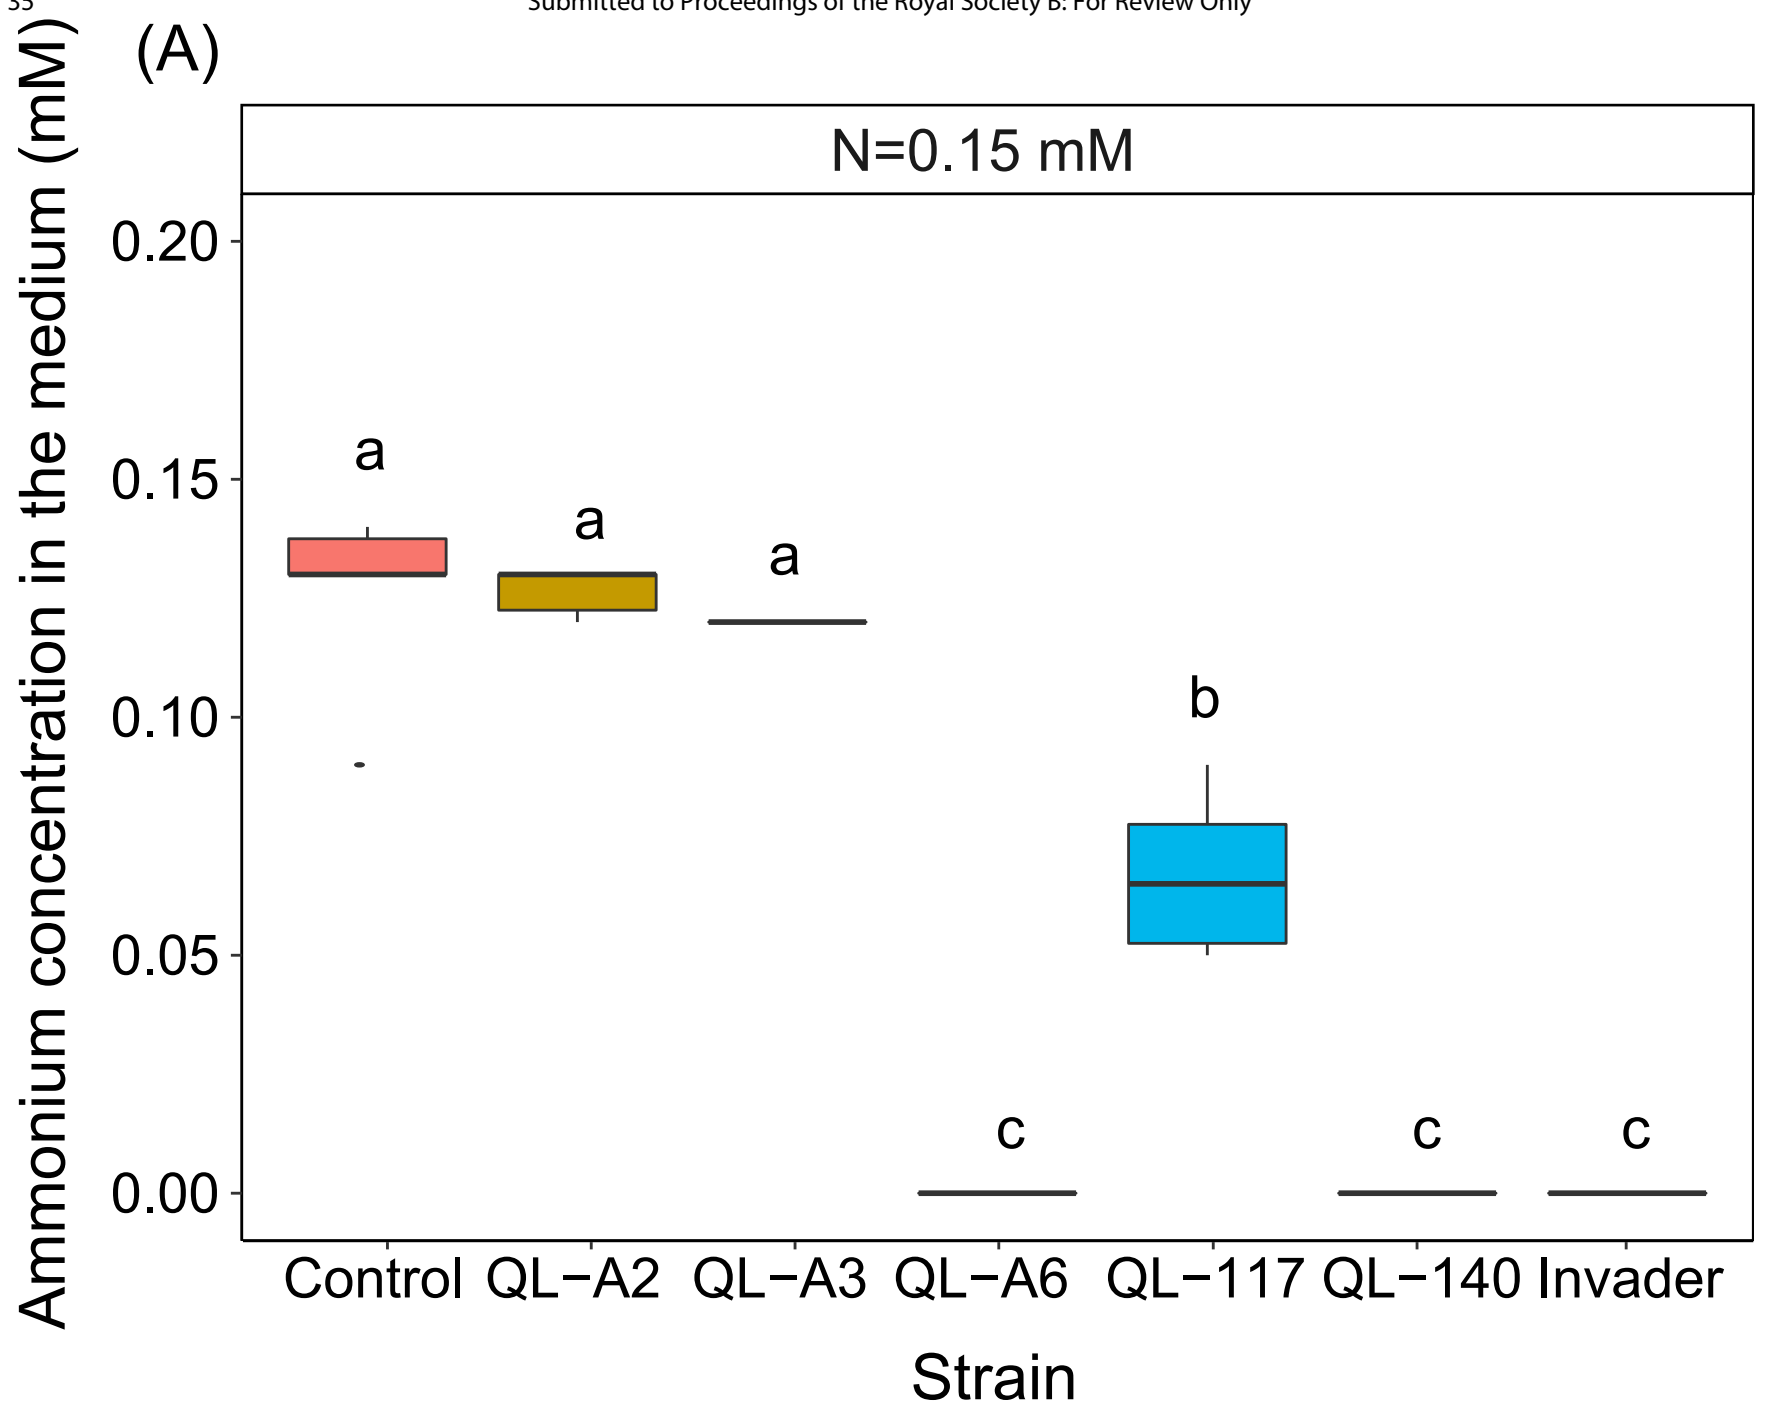 35
Submitted to Proceedings of the Royal Society B: For Review Only
(A)
N=0.15 mM
Ammonium concentration in the medium (mM)
0.20
0.15
0.10
0.05
0.00
a
a
a
c
b
c
c
Control QL−A2 QL−A3 QL−A6 QL−117 QL−140 Invader
Strain